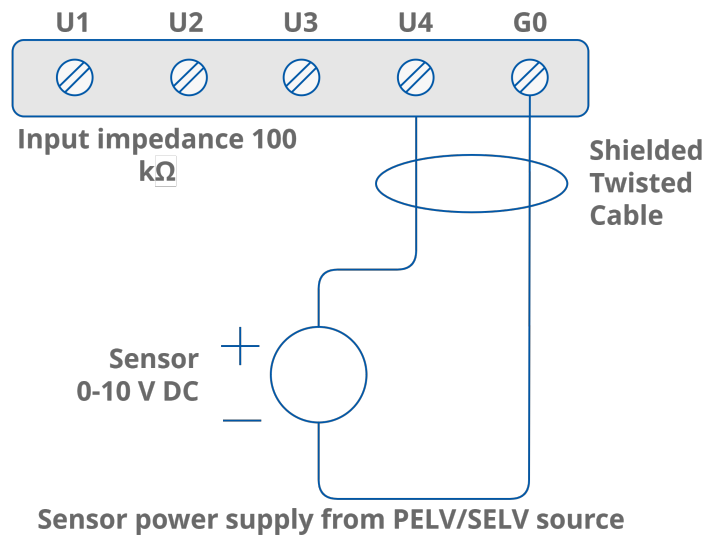 U1 U2 U3 U4 G0
Input impedance 100
kΩ
Shielded
Twisted
Cable
Sensor
0-10 V DC
Sensor power supply from PELV/SELV source